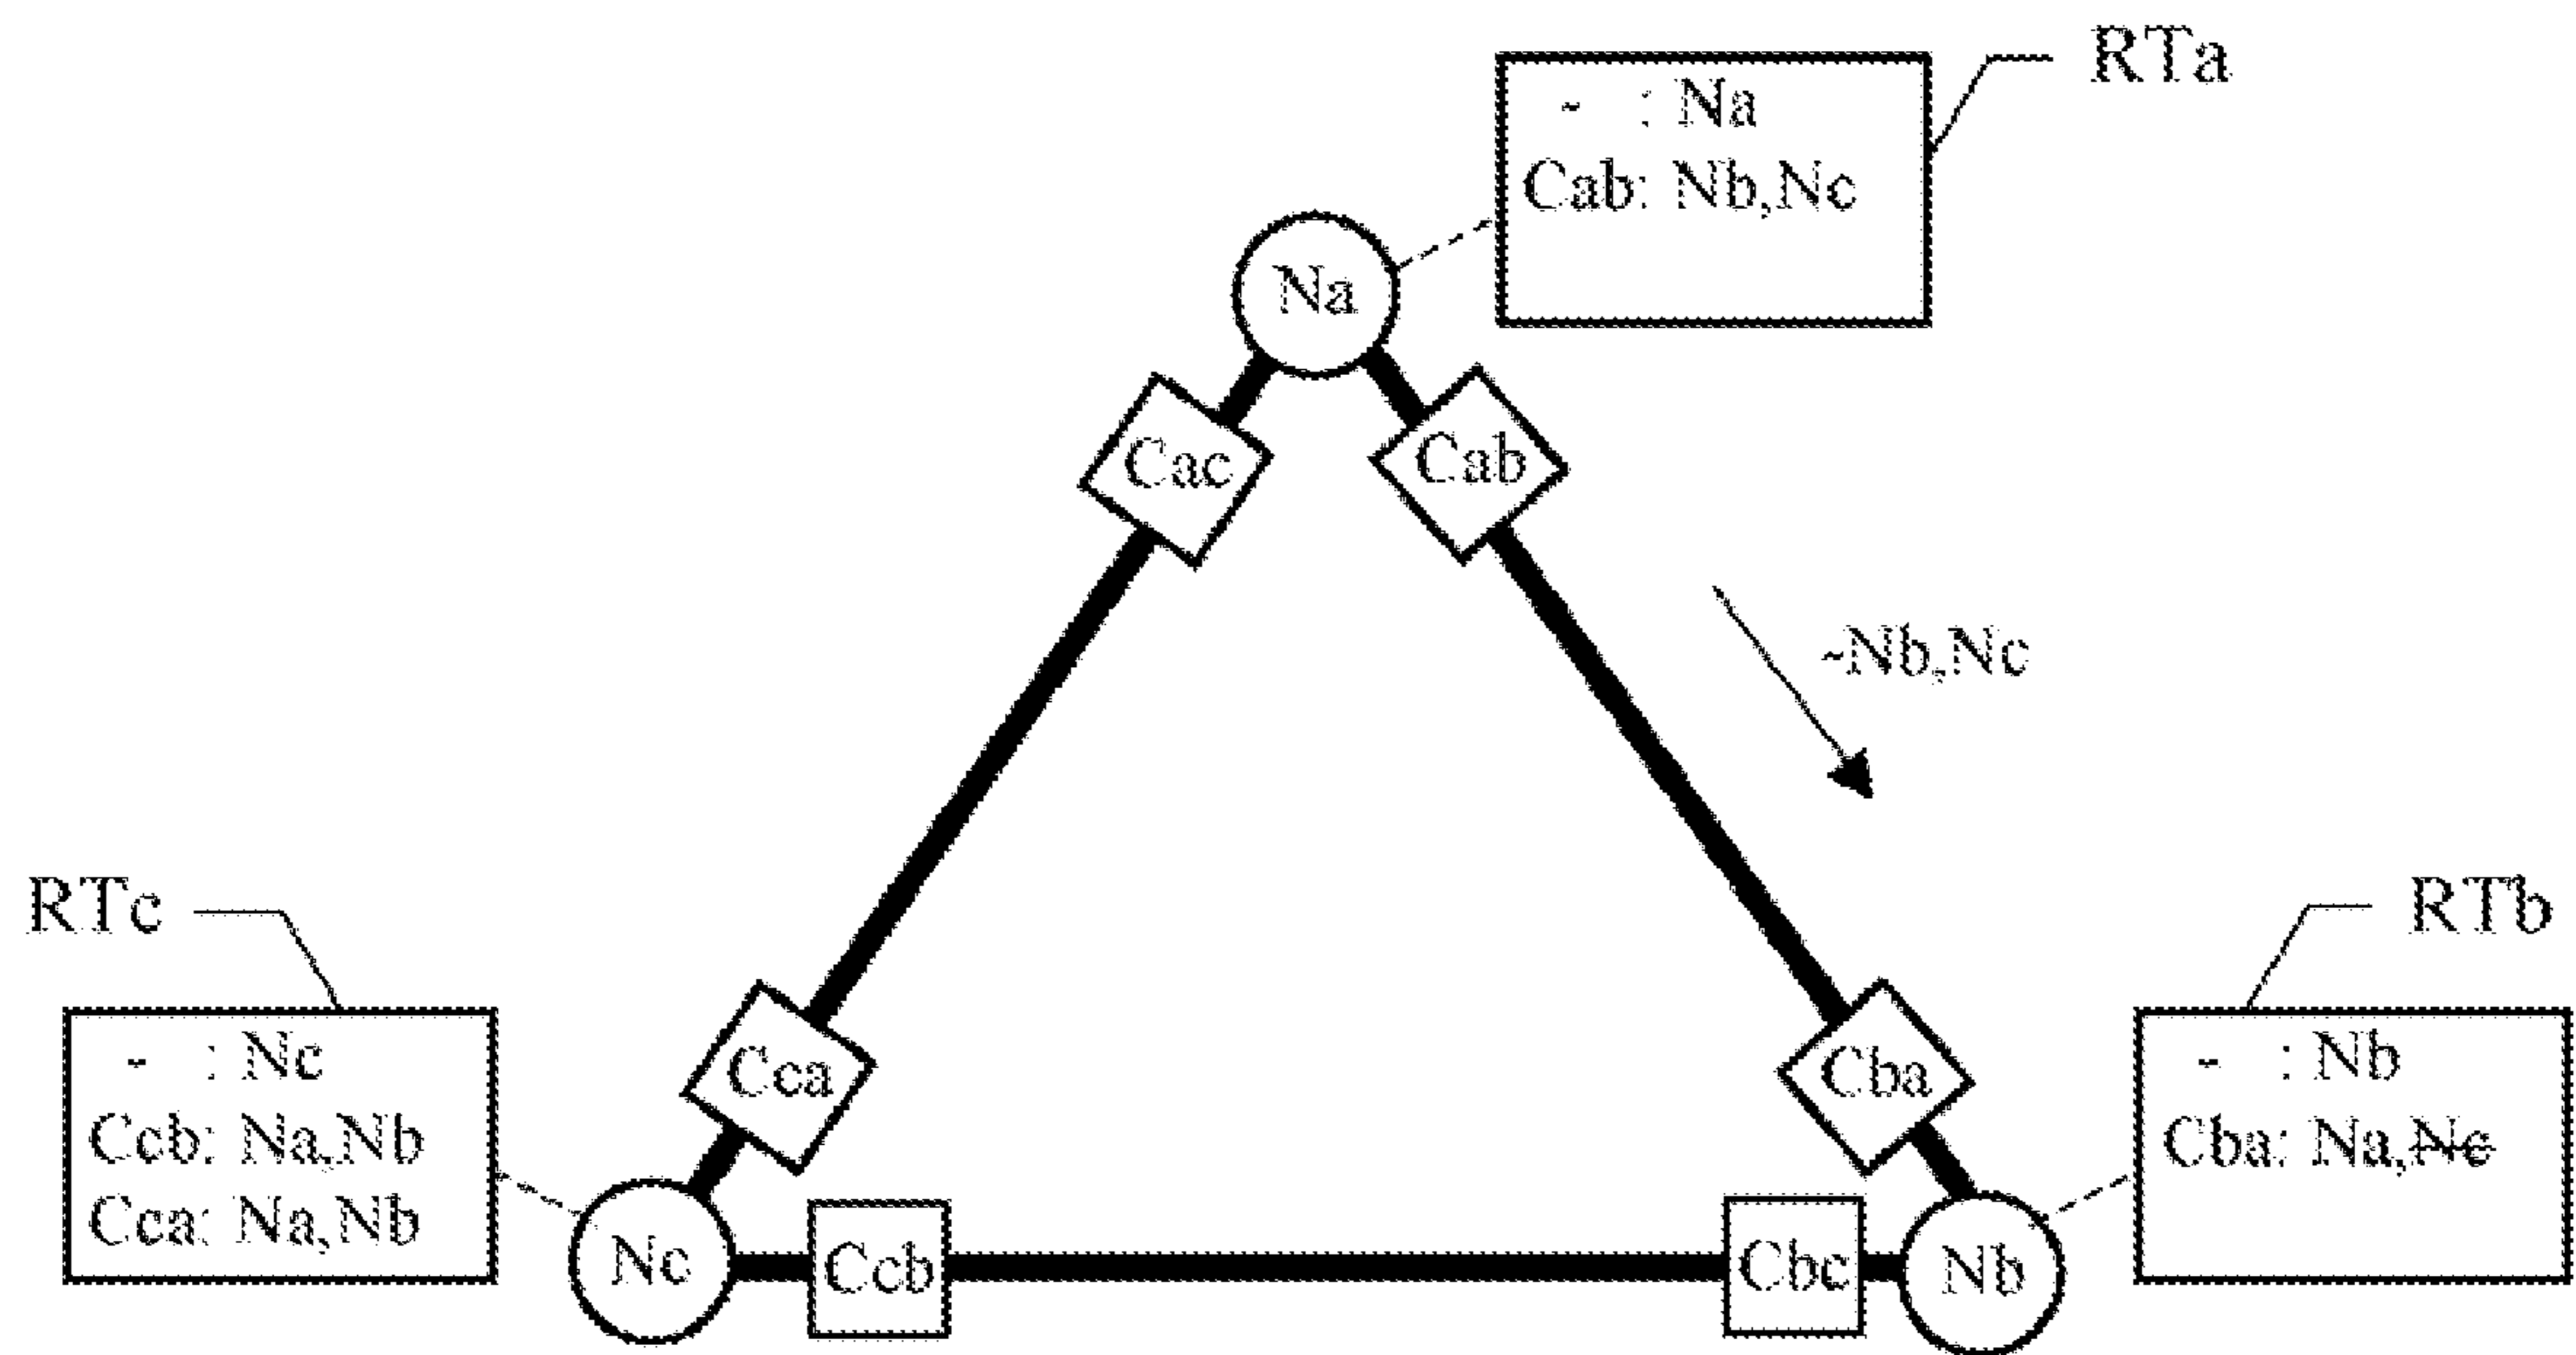 RTa
- : Na
Cab: Nb,Nc
Na
Cac
Cab
-Nb,Nc
RTc
RTb
- : Nc
Ccb: Na,Nb
Cca: Na,Nb
Cca
Cba
- : Nb
Cba: Na,Nc
Nc
Ccb
Cbc
Nb